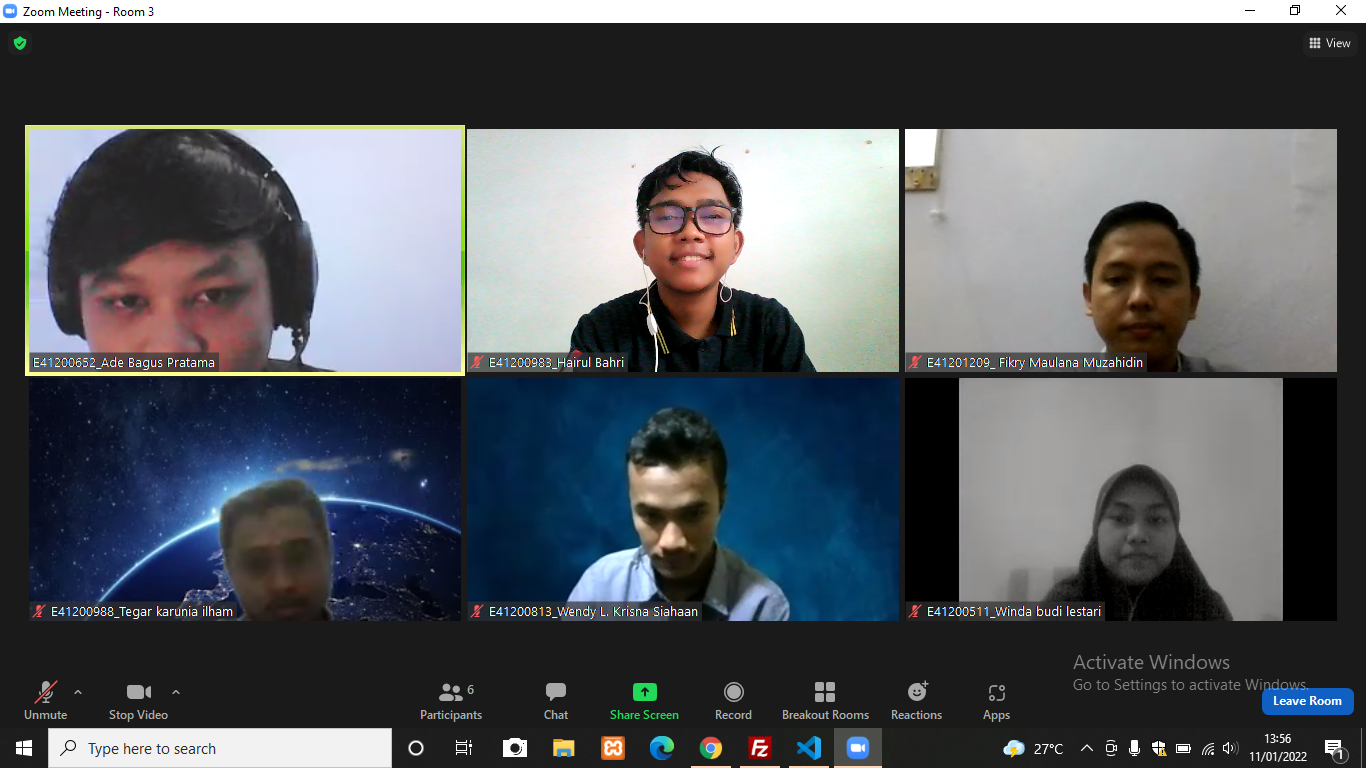 Zoom Meeting - Room 3
View
E41200652_Ade Bagus Pratama
E41200983_Hairul Bahri
E41201209_ Fikry Maulana Muzahidin
E41200988_Tegar karunia ilham
E41200813_Wendy L. Krisna Siahaan
E41200511_Winda budi lestari
Activate Windows
Go to Settings to activate Windows.
Unmute
Stop Video
6
Participants
Chat
Share Screen
Record
Breakout Rooms
Reactions
Apps
Leave Room
Type here to search
27°C
13:56
11/01/2022
1